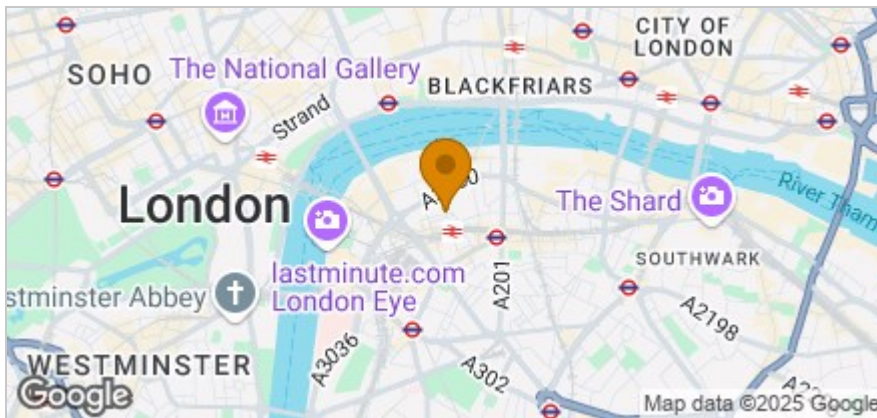 CITY OF
LONDON
SOHO
The National Gallery
BLACKFRIARS
Strand
London
The Shard
River Tham
lastminute.com
London Eye
A201
SOUTHWARK
stminster Abbey
A2198
A3036
WESTMINSTER
A302
Google
Map data ©2025 Google